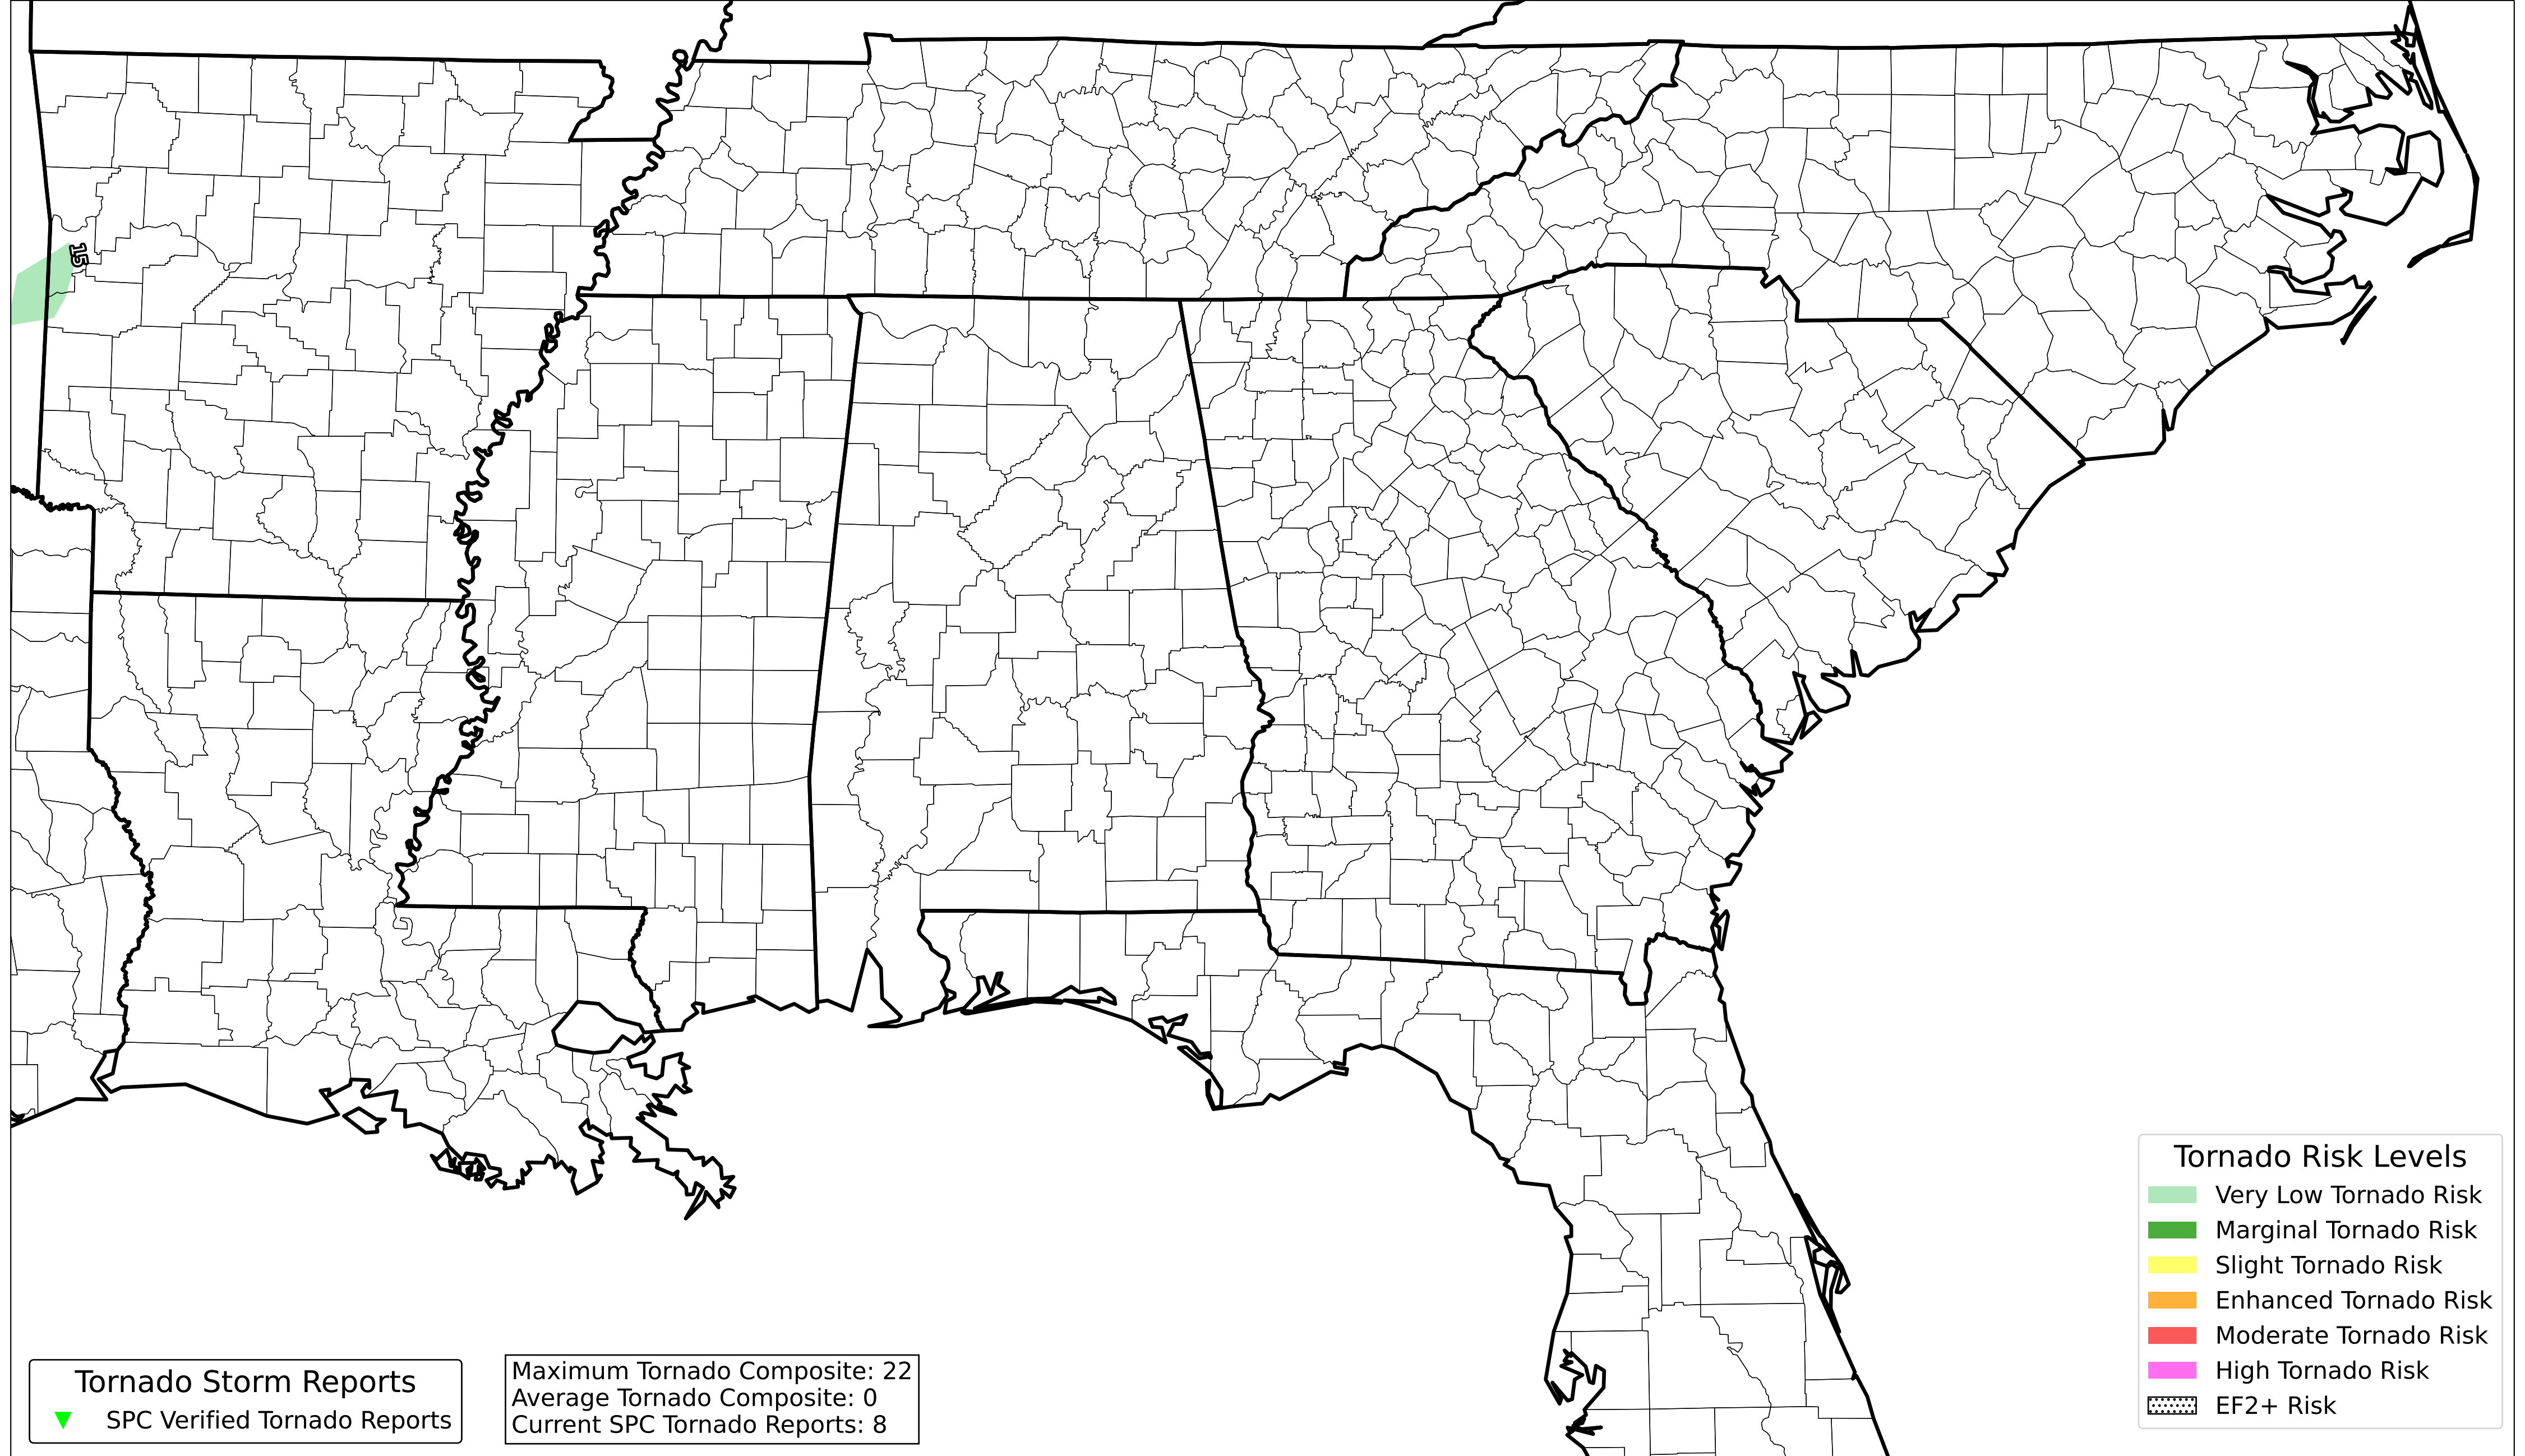 15
Tornado Storm Reports
SPC Verified Tornado Reports
Maximum Tornado Composite: 22
Average Tornado Composite: 0
Current SPC Tornado Reports: 8
Tornado Risk Levels
Very Low Tornado Risk
Marginal Tornado Risk
Slight Tornado Risk
Enhanced Tornado Risk
Moderate Tornado Risk
High Tornado Risk
EF2+ Risk